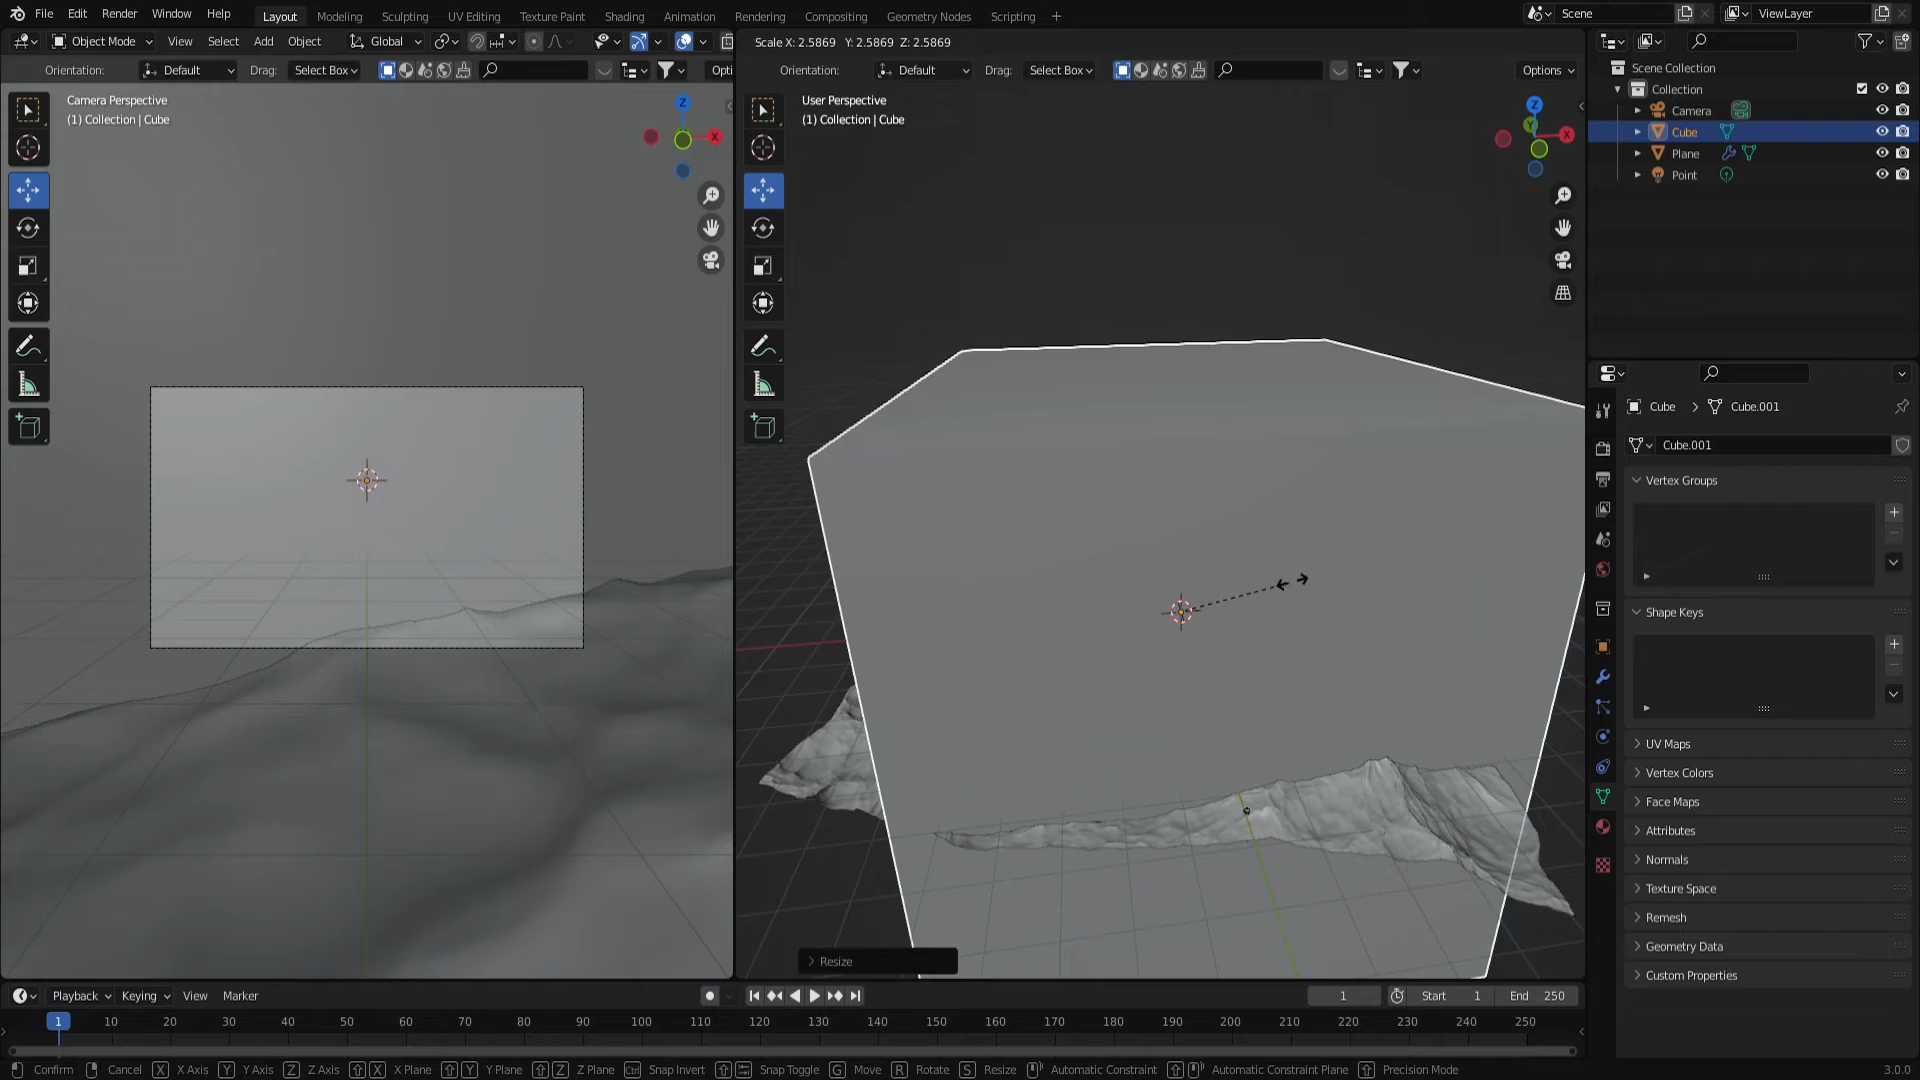 File Edit Render Window Help Layout Modeling Sculpting UV Editing Texture Paint Shading Animation Rendering Compositing Geometry Nodes Scripting + Scene ViewLayer
Object Mode View Select Add Object Global Scale X: 2.5869 Y: 2.5869 Z: 2.5869
Orientation: Default Drag: Select Box Opti Orientation: Default Drag: Select Box Options
Scene Collection
Collection
Camera
Cube
Plane
Point
Camera Perspective
(1) Collection | Cube
Z
X
User Perspective
(1) Collection | Cube
Z
Y
X
Cube > Cube.001
Cube.001
Vertex Groups
Shape Keys
UV Maps
Vertex Colors
Face Maps
Attributes
Normals
Texture Space
Remesh
Geometry Data
Custom Properties
> Resize
Playback Keying View Marker 1 Start 1 End 250
1 10 20 30 40 50 60 70 80 90 100 110 120 130 140 150 160 170 180 190 200 210 220 230 240 250
Confirm Cancel X X Axis Y Y Axis Z Z Axis X X Plane Y Y Plane Z Z Plane Ctrl Snap Invert Snap Toggle G Move R Rotate S Resize Automatic Constraint Automatic Constraint Plane Precision Mode 3.0.0